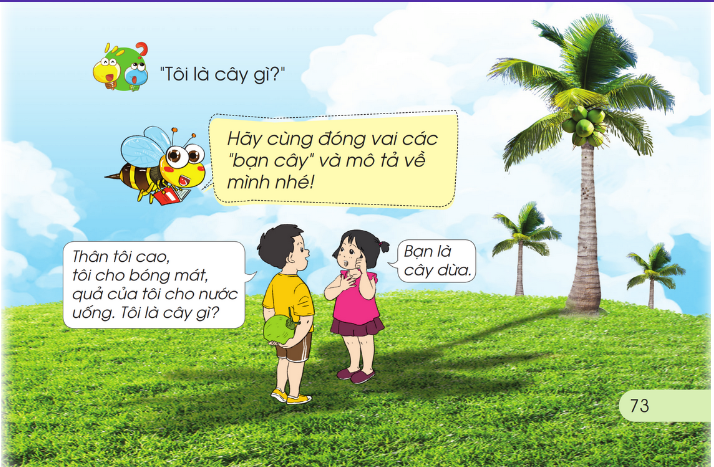 "Tôi là cây gì?"
Hãy cùng đóng vai các
"bạn cây" và mô tả về
mình nhé!
Thân tôi cao,
tôi cho bóng mát,
quả của tôi cho nước
uống. Tôi là cây gì?
Bạn là
cây dừa.
73